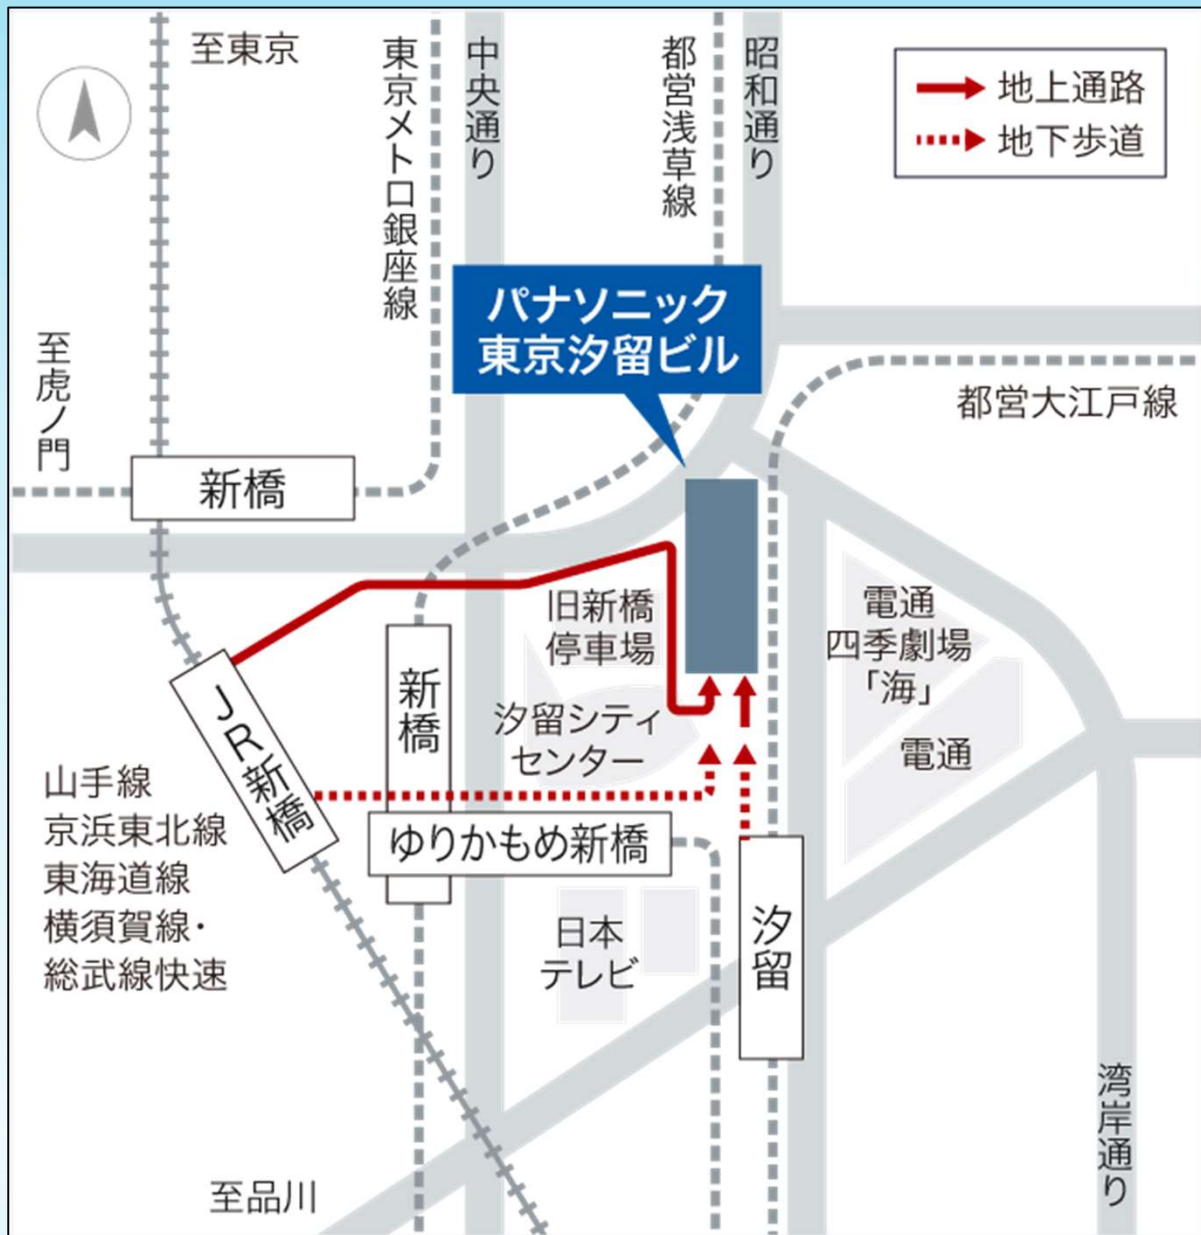 至東京
東京メトロ銀座線
中央通り
都営浅草線
昭和通り
地上通路
地下歩道
パナソニック
東京汐留ビル
至虎ノ門
都営大江戸線
新橋
旧新橋
停車場
電通
四季劇場
「海」
新橋
汐留シティ
センター
電通
JR新橋
山手線
京浜東北線
東海道線
横須賀線・
総武線快速
ゆりかもめ新橋
日本
テレビ
汐留
湾岸通り
至品川